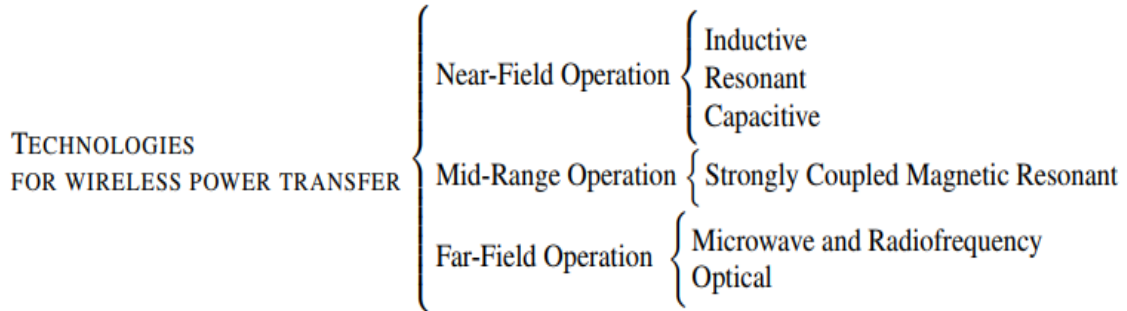 TECHNOLOGIES
FOR WIRELESS POWER TRANSFER
Near-Field Operation
Inductive
Resonant
Capacitive
Mid-Range Operation
Strongly Coupled Magnetic Resonant
Far-Field Operation
Microwave and Radiofrequency
Optical